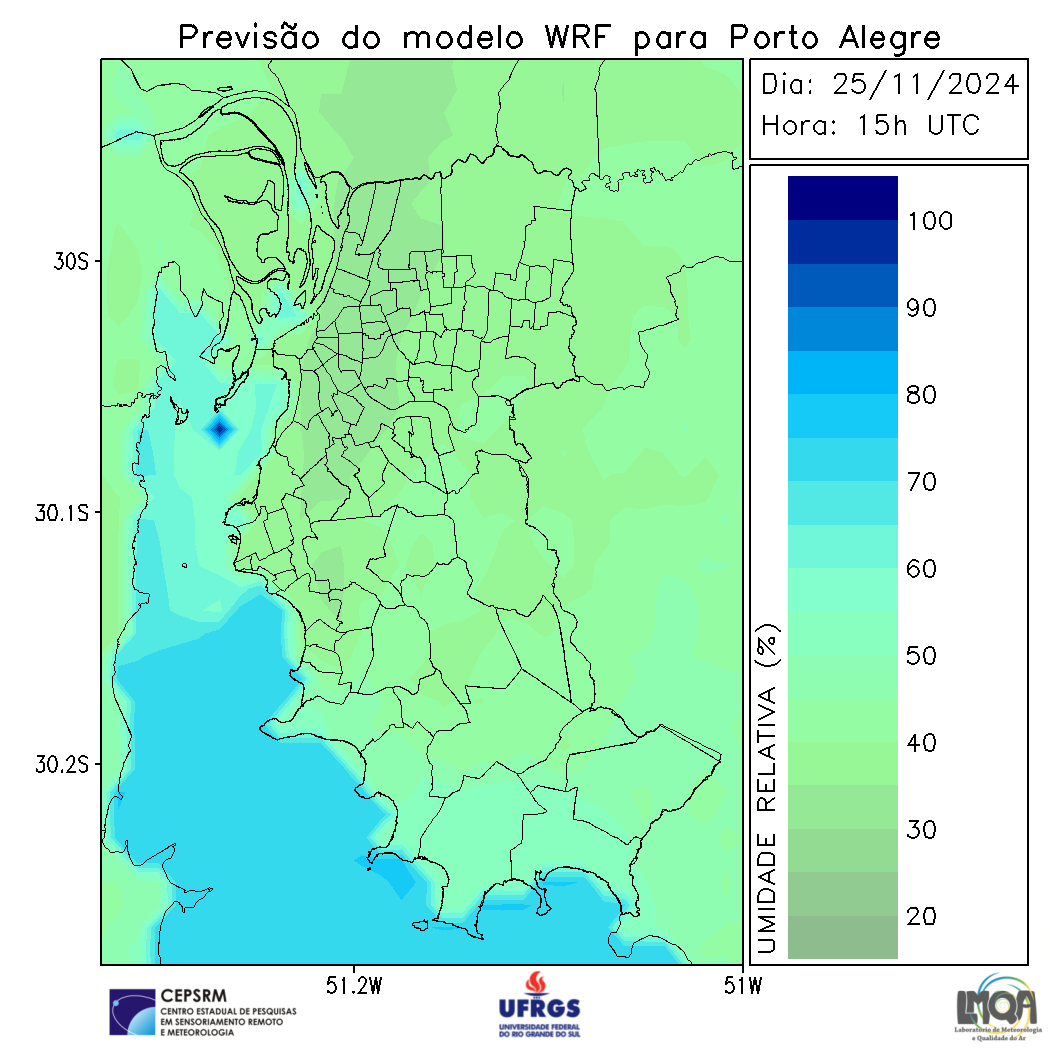 Previsão do modelo WRF para Porto Alegre
Dia: 25/11/2024
Hora: 15h UTC
30S
30.1S
30.2S
51.2W
51W
100
90
80
70
60
50
40
30
20
UMIDADE RELATIVA (%)
CEPSRM
CENTRO ESTADUAL DE PESQUISAS
EM SENSORIAMENTO REMOTO
E METEOROLOGIA
UFRGS
UNIVERSIDADE FEDERAL
DO RIO GRANDE DO SUL
LMQA
Laboratório de Meteorologia
e Qualidade do Ar